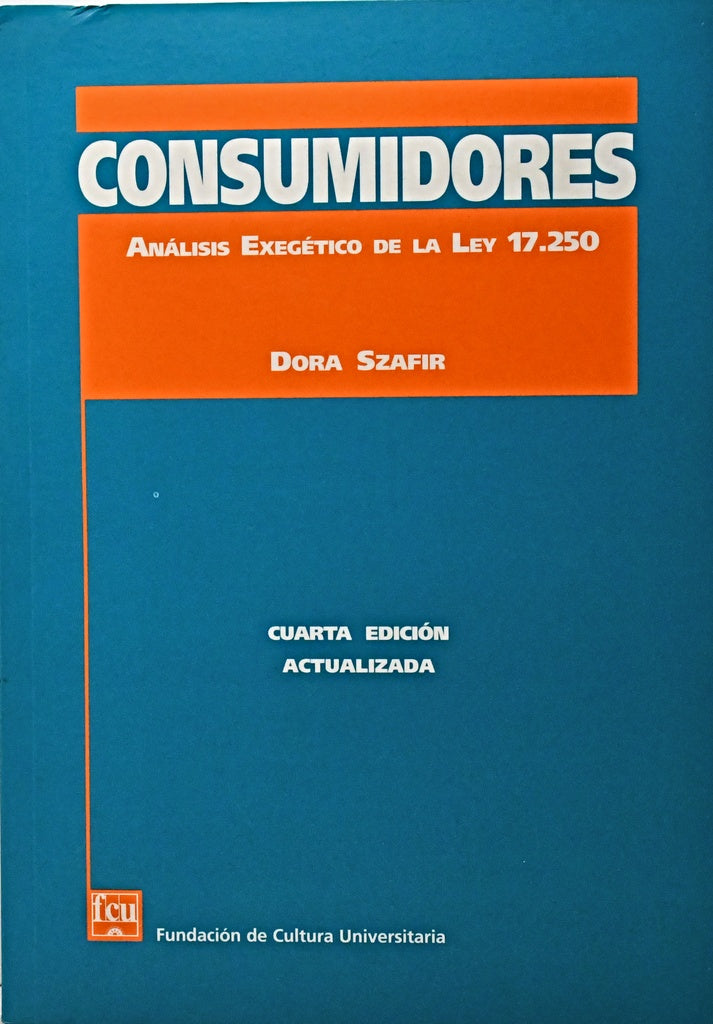 CONSUMIDORES
ANÁLISIS EXEGÉTICO DE LA LEY 17.250
DORA SZAFIR
CUARTA EDICIÓN
ACTUALIZADA
fcu
Fundación de Cultura Universitaria